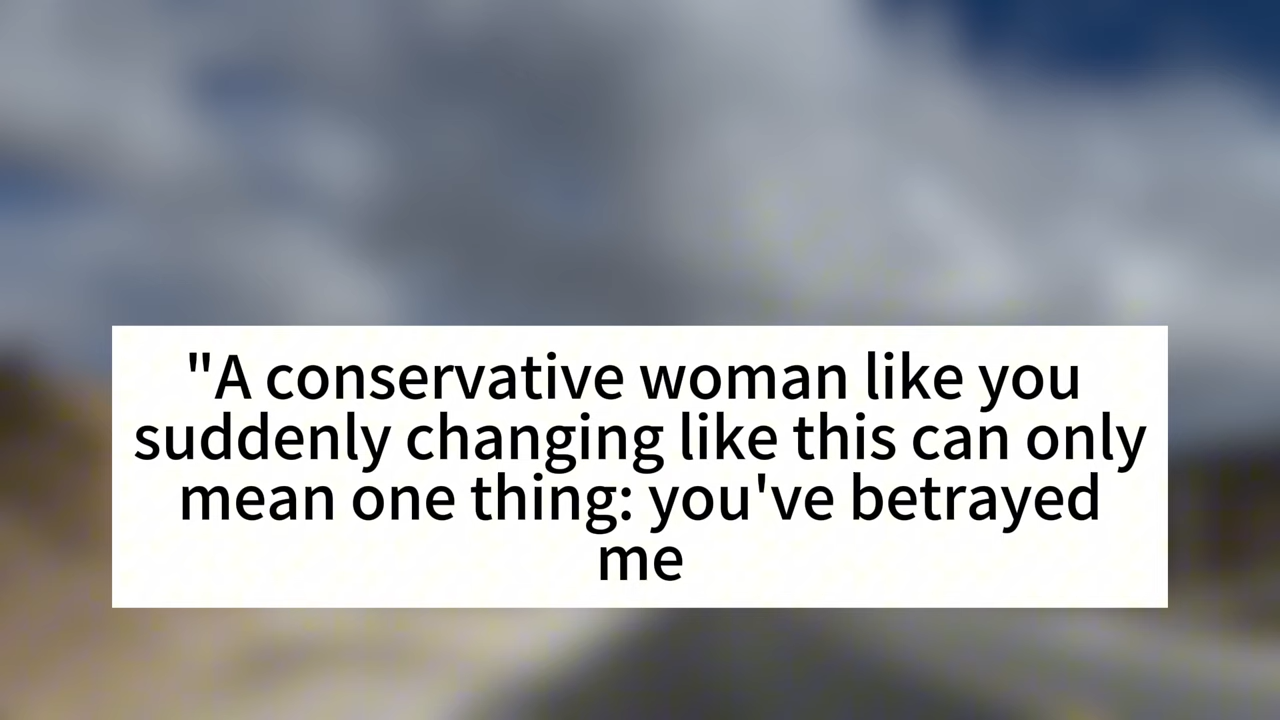 "A conservative woman like you
suddenly changing like this can only
mean one thing: you've betrayed
me